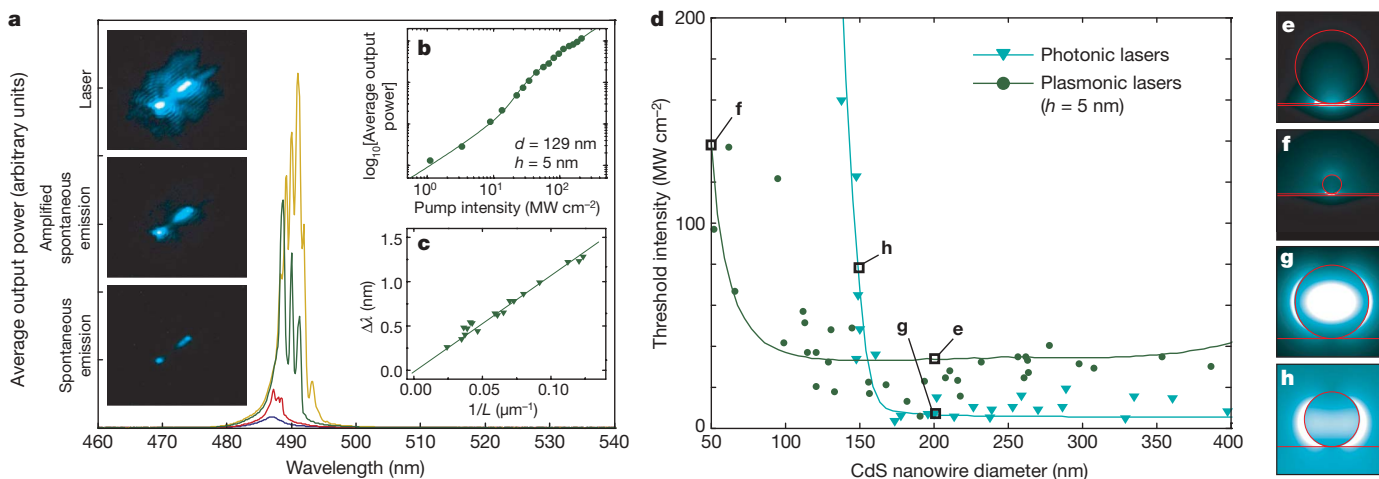 a
Average output power (arbitrary units)
Laser
Amplified
spontaneous
emission
Spontaneous
emission
460 470 480 490 500 510 520 530 540
Wavelength (nm)
b
log10[Average output
power]
d = 129 nm
h = 5 nm
10⁰ 10¹ 10²
Pump intensity (MW cm⁻²)
c
Δλ (nm)
1.5
1.0
0.5
0.0
0.00 0.05 0.10
1/L (μm⁻¹)
d
Threshold intensity (MW cm⁻²)
200
100
0
Photonic lasers
Plasmonic lasers
(h = 5 nm)
f
h
g
e
50 100 150 200 250 300 350 400
CdS nanowire diameter (nm)
e
f
g
h